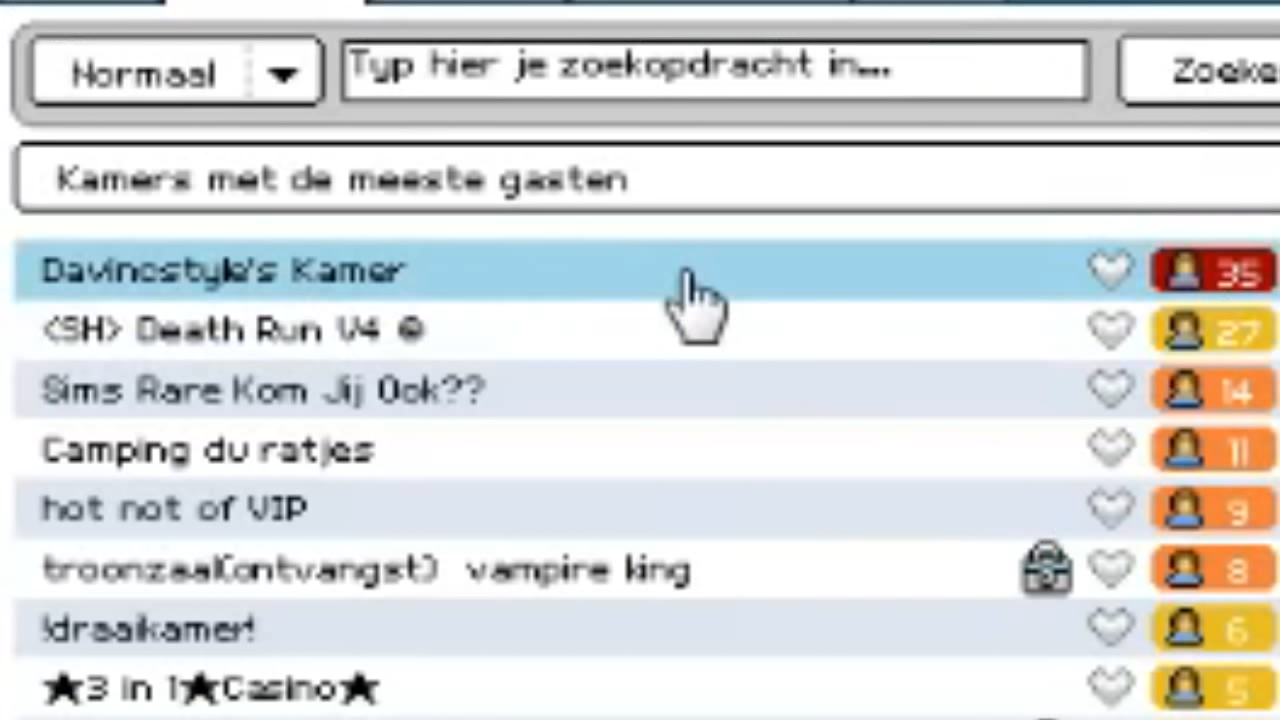 Normaal
Typ hier je zoekopdracht in...
Zoeke
Kamers met de meeste gasten
Davinostyle's Kamer 35
<SH> Death Run V4 ☻ 27
Sims Rare Kom Jij Ook?? 14
Camping du ratjes 11
hot not of VIP 9
troonzaal(ontvangst) vampire king 8
!draaikamer! 6
★3 in 1★Casino★ 5